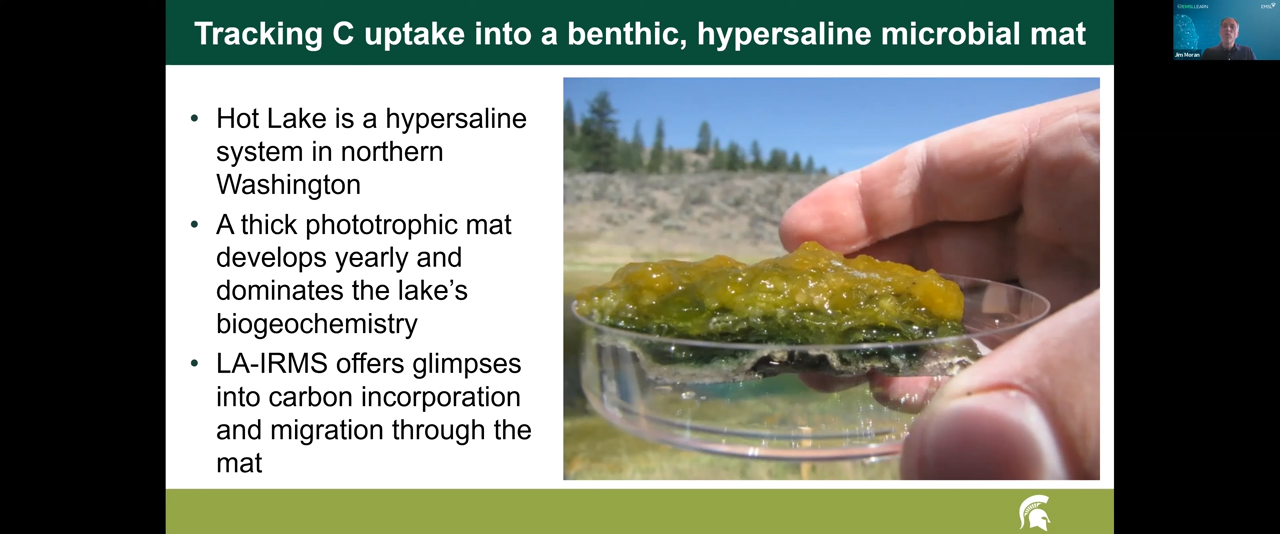 Tracking C uptake into a benthic, hypersaline microbial mat
• Hot Lake is a hypersaline
system in northern
Washington
• A thick phototrophic mat
develops yearly and
dominates the lake’s
biogeochemistry
• LA-IRMS offers glimpses
into carbon incorporation
and migration through the
mat
Jim Moran